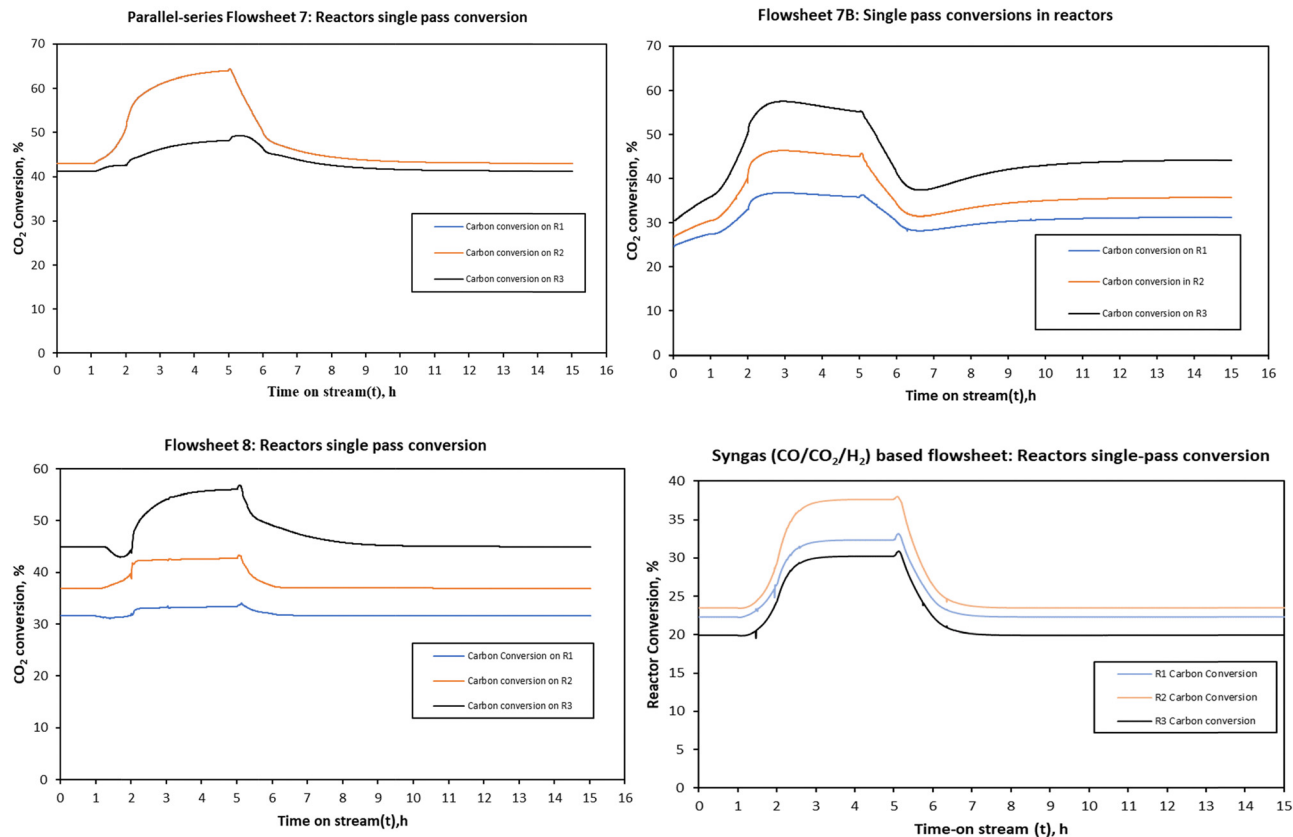 Parallel-series Flowsheet 7: Reactors single pass conversion
70
60
50
40
30
20
10
0
CO₂ Conversion, %
Carbon conversion on R1
Carbon conversion on R2
Carbon conversion on R3
0 1 2 3 4 5 6 7 8 9 10 11 12 13 14 15 16
Time on stream(t), h
Flowsheet 7B: Single pass conversions in reactors
70
60
50
40
30
20
10
0
CO₂ conversion, %
Carbon conversion on R1
Carbon conversion in R2
Carbon conversion on R3
0 1 2 3 4 5 6 7 8 9 10 11 12 13 14 15 16
Time on stream(t),h
Flowsheet 8: Reactors single pass conversion
60
50
40
30
20
10
0
CO₂ conversion, %
Carbon Conversion on R1
Carbon conversion on R2
Carbon conversion on R3
0 1 2 3 4 5 6 7 8 9 10 11 12 13 14 15 16
Time on stream(t),h
Syngas (CO/CO₂/H₂) based flowsheet: Reactors single-pass conversion
40
35
30
25
20
15
10
5
0
Reactor Conversion, %
R1 Carbon Conversion
R2 Carbon Conversion
R3 Carbon conversion
0 1 2 3 4 5 6 7 8 9 10 11 12 13 14 15
Time-on stream (t), h